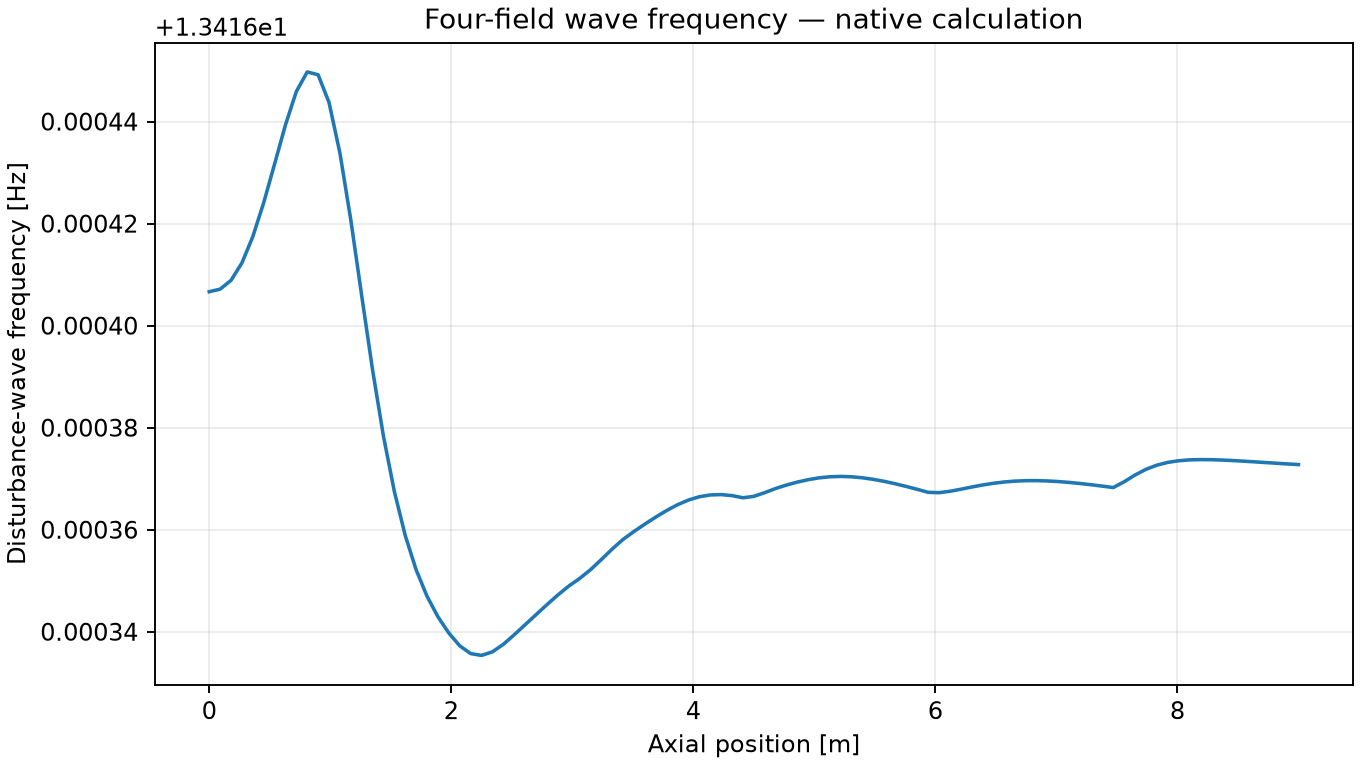 Four-field wave frequency — native calculation
+1.3416e1
Disturbance-wave frequency [Hz]
0.00044
0.00042
0.00040
0.00038
0.00036
0.00034
0 2 4 6 8
Axial position [m]